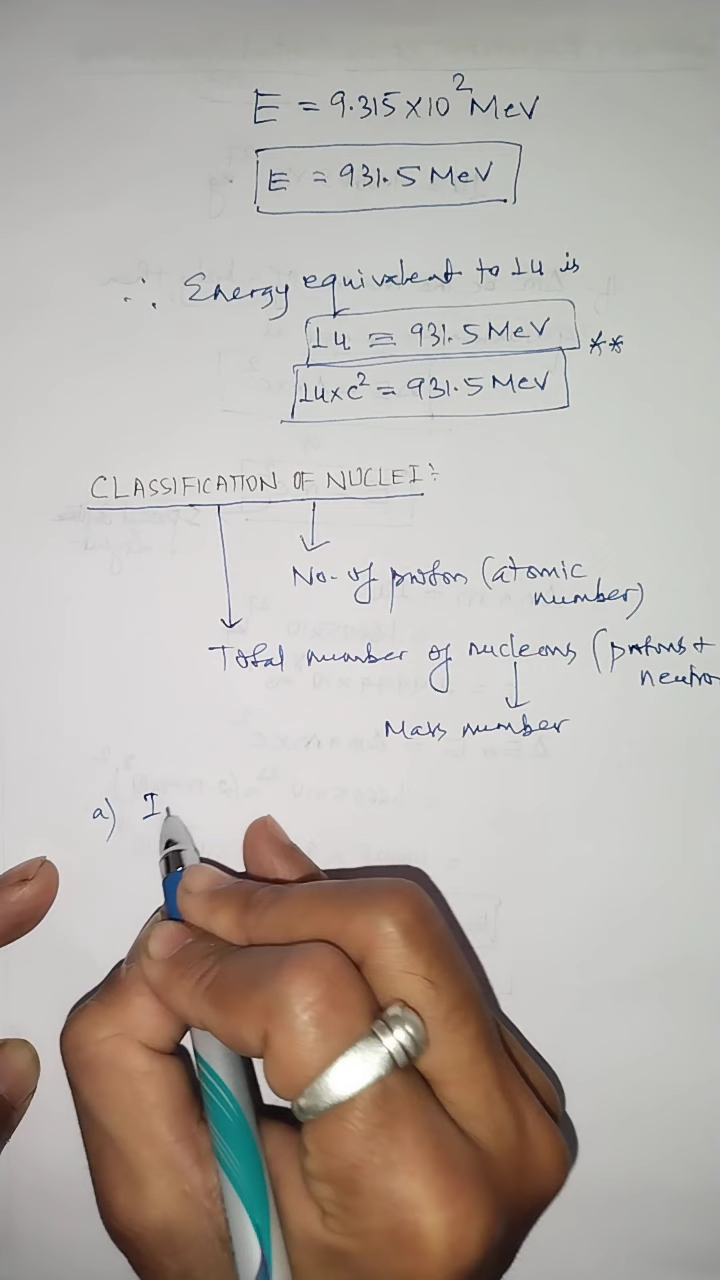 E = 9.315×10² MeV
E = 931.5 MeV
∴ Energy equivalent to 1u is
1u ≡ 931.5 MeV **
1u×c² = 931.5 MeV
CLASSIFICATION OF NUCLEI:
No. of proton (atomic
number)
Total number of nucleons (protons +
neutro
Mass number
a) I